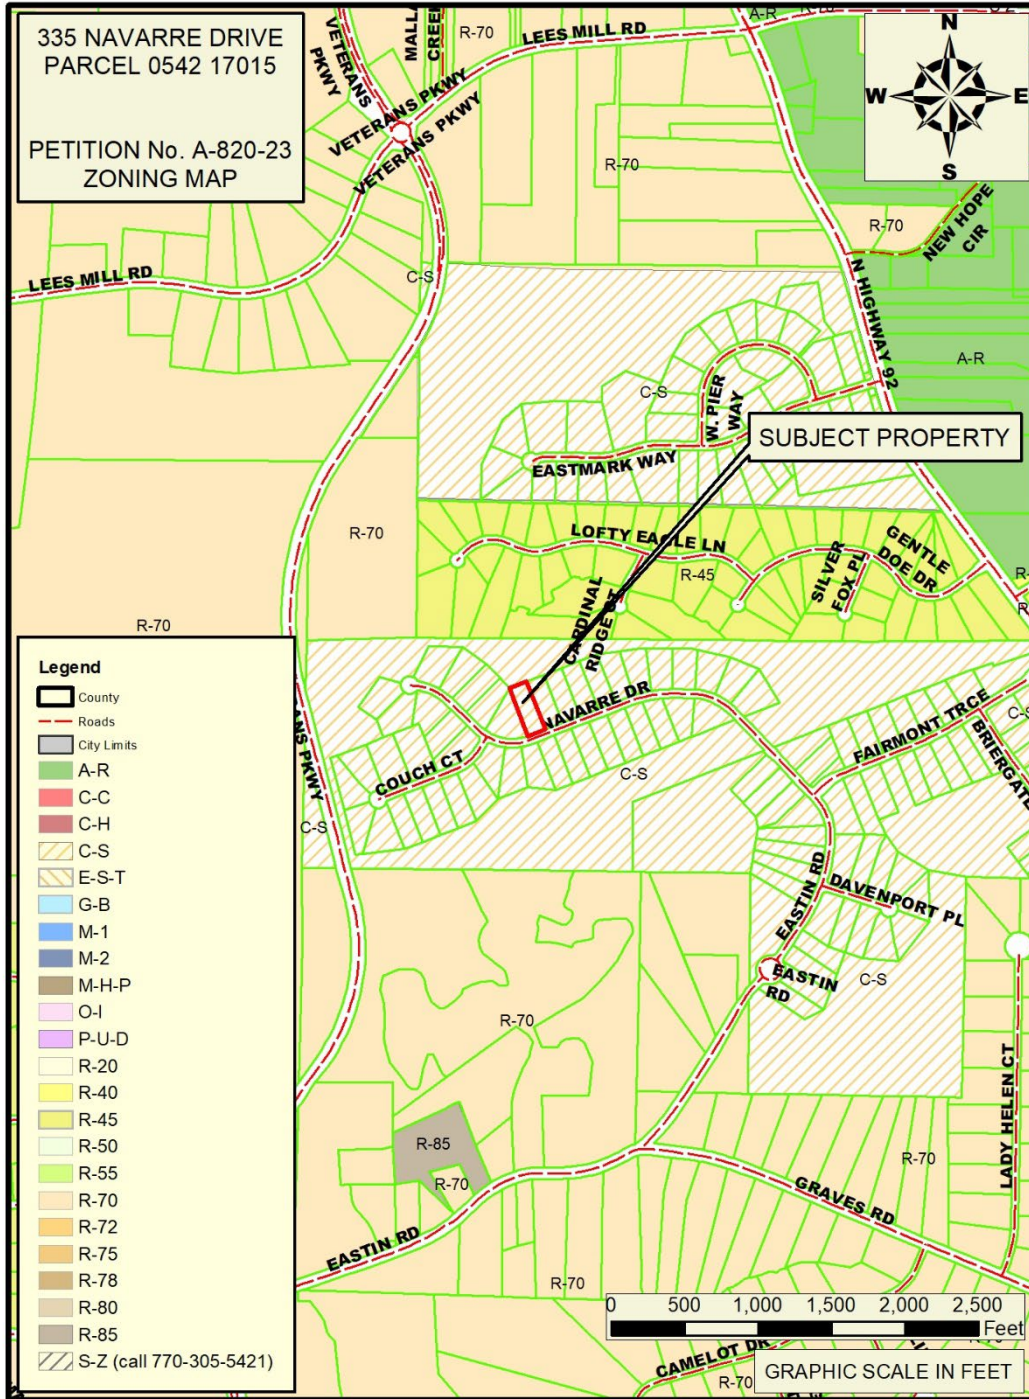 335 NAVARRE DRIVE
PARCEL 0542 17015
PETITION No. A-820-23
ZONING MAP
VETERANS
PKWY
CREEK
R-70
LEES MILL RD
A-R
VETERANS PKWY
VETERANS PKWY
N
W
E
S
R-70
R-70
NEW HOPE
CIR
LEES MILL RD
C-S
N HIGHWAY 92
A-R
C-S
W. PIER
WAY
SUBJECT PROPERTY
EASTMARK WAY
R-70
LOFTY EAGLE LN
R-45
SILVER
FOX PL
GENTLE
DOE DR
CARDINAL
RIDGE CT
R-70
NAVARRE DR
COUCH CT
C-S
FAIRMONT TRCE
C-S
BRIERGATE
PKWY
C-S
EASTIN RD
DAVENPORT PL
EASTIN
RD
C-S
R-70
LADY HELEN CT
R-85
R-70
R-70
GRAVES RD
EASTIN RD
R-70
CAMELOT DR
R-70
Legend
County
Roads
City Limits
A-R
C-C
C-H
C-S
E-S-T
G-B
M-1
M-2
M-H-P
O-I
P-U-D
R-20
R-40
R-45
R-50
R-55
R-70
R-72
R-75
R-78
R-80
R-85
S-Z (call 770-305-5421)
0 500 1,000 1,500 2,000 2,500
Feet
GRAPHIC SCALE IN FEET